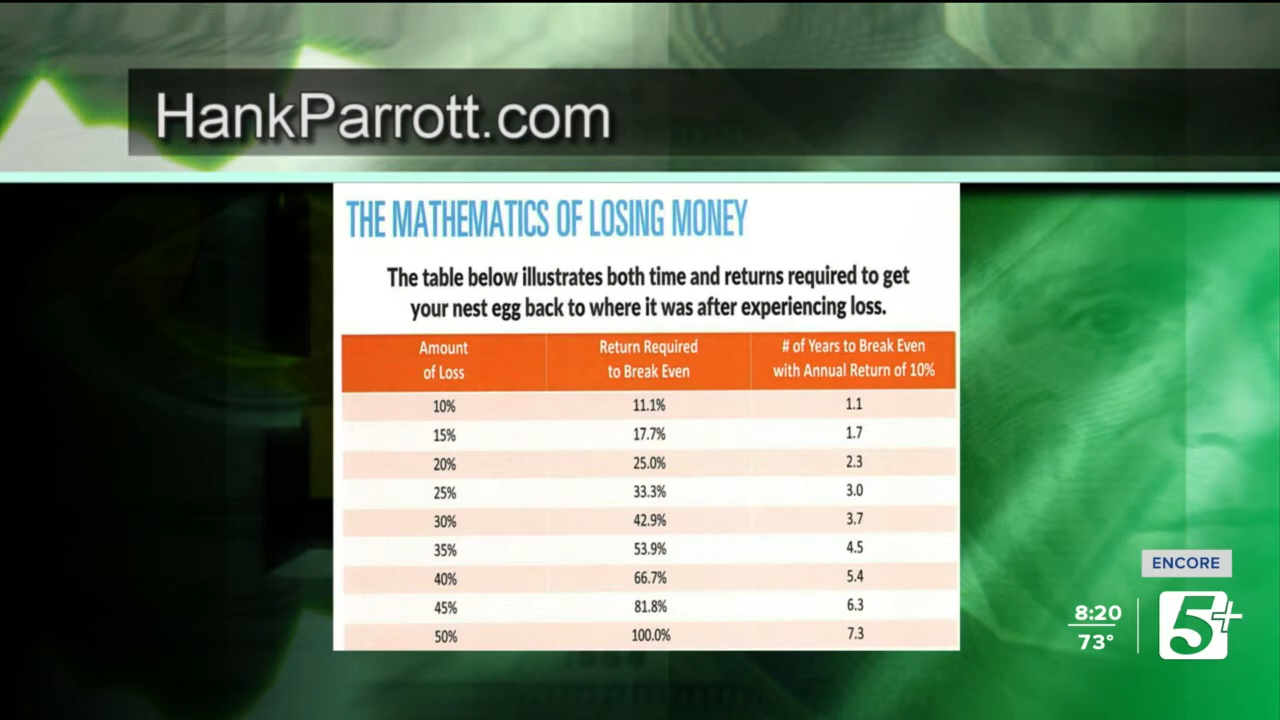 HankParrott.com
THE MATHEMATICS OF LOSING MONEY
The table below illustrates both time and returns required to get
your nest egg back to where it was after experiencing loss.
Amount of Loss | Return Required to Break Even | # of Years to Break Even with Annual Return of 10%
10% 11.1% 1.1
15% 17.7% 1.7
20% 25.0% 2.3
25% 33.3% 3.0
30% 42.9% 3.7
35% 53.9% 4.5
40% 66.7% 5.4
45% 81.8% 6.3
50% 100.0% 7.3
ENCORE
8:20
73°
5+